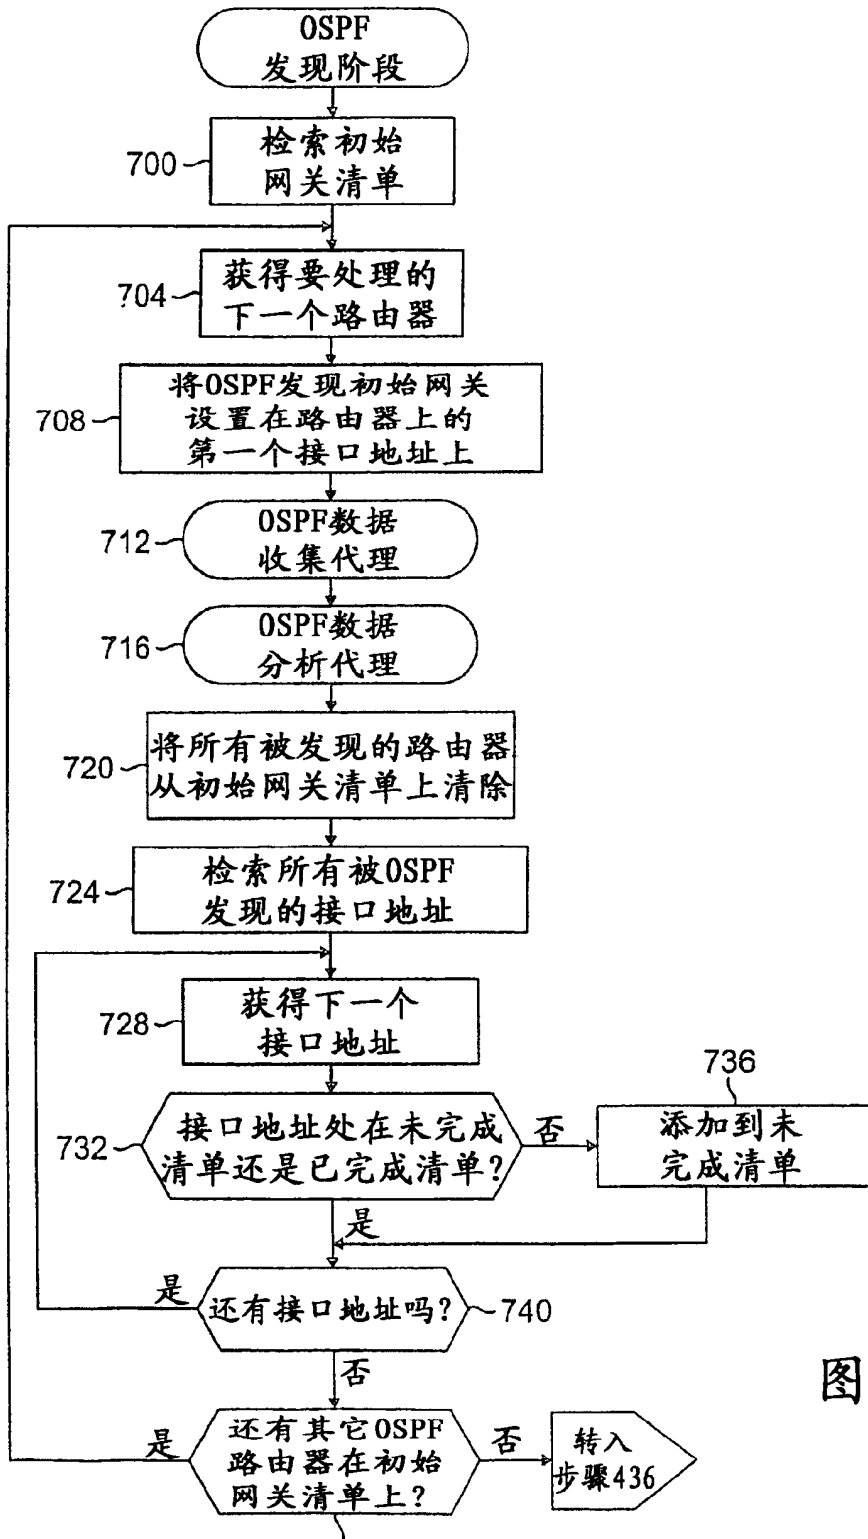 OSPF
发现阶段
700
检索初始
网关清单
704
获得要处理的
下一个路由器
708
将OSPF发现初始网关
设置在路由器上的
第一个接口地址上
712
OSPF数据
收集代理
716
OSPF数据
分析代理
720
将所有被发现的路由器
从初始网关清单上清除
724
检索所有被OSPF
发现的接口地址
728
获得下一个
接口地址
732
接口地址处在未完成
清单还是已完成清单?
否
736
添加到未
完成清单
是
是
还有接口地址吗?
740
否
图
是
还有其它OSPF
路由器在初始
网关清单上?
否
转入
步骤436